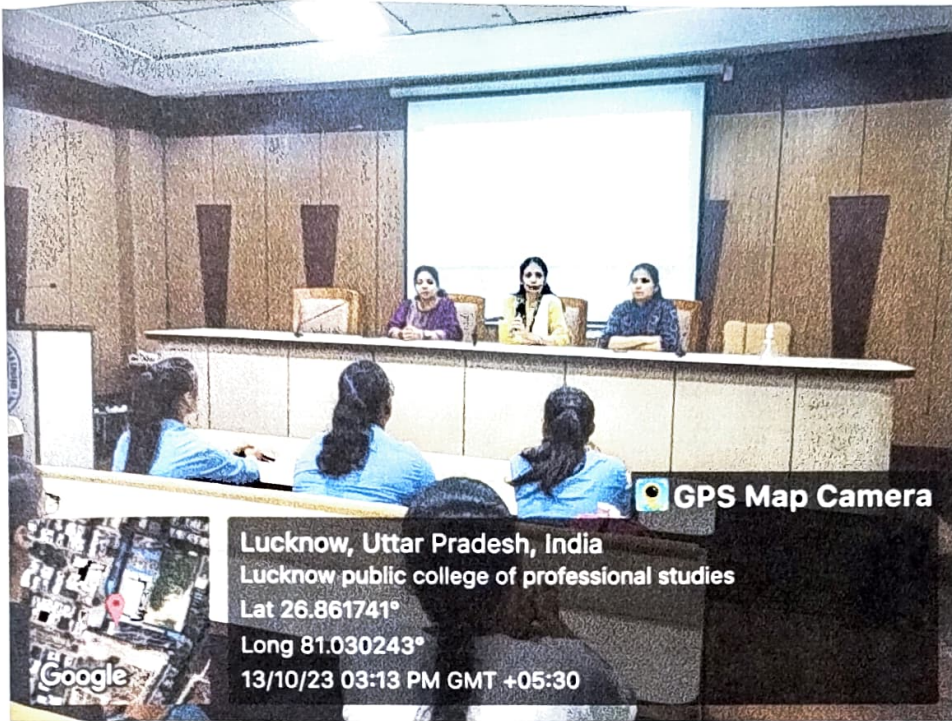 GPS Map Camera
Lucknow, Uttar Pradesh, India
Lucknow public college of professional studies
Lat 26.861741°
Long 81.030243°
13/10/23 03:13 PM GMT +05:30
Google